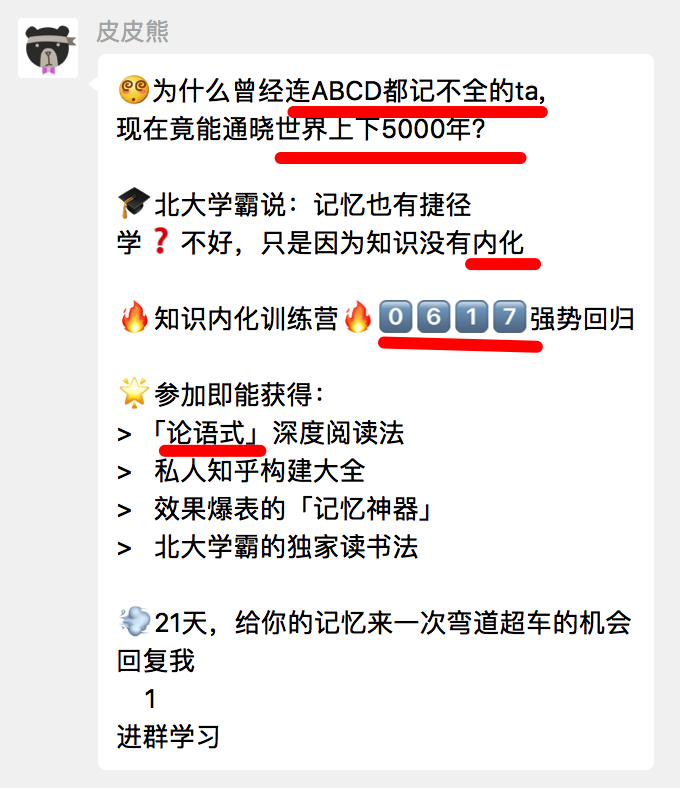 皮皮熊
😵为什么曾经连ABCD都记不全的ta,
现在竟能通晓世界上下5000年?
🎓北大学霸说：记忆也有捷径
学❓不好，只是因为知识没有内化
🔥知识内化训练营🔥0️⃣6️⃣1️⃣7️⃣强势回归
🌟参加即能获得：
> 「论语式」深度阅读法
> 私人知乎构建大全
> 效果爆表的「记忆神器」
> 北大学霸的独家读书法
💨21天，给你的记忆来一次弯道超车的机会
回复我
1
进群学习